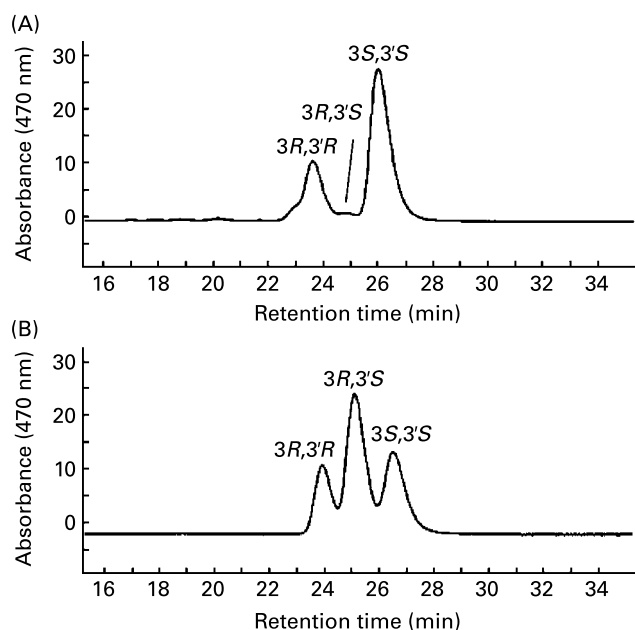 (A)
Absorbance (470 nm)
30
20
10
0
3R,3'R
3R,3'S
3S,3'S
16 18 20 22 24 26 28 30 32 34
Retention time (min)
(B)
Absorbance (470 nm)
30
20
10
0
3R,3'R
3R,3'S
3S,3'S
16 18 20 22 24 26 28 30 32 34
Retention time (min)